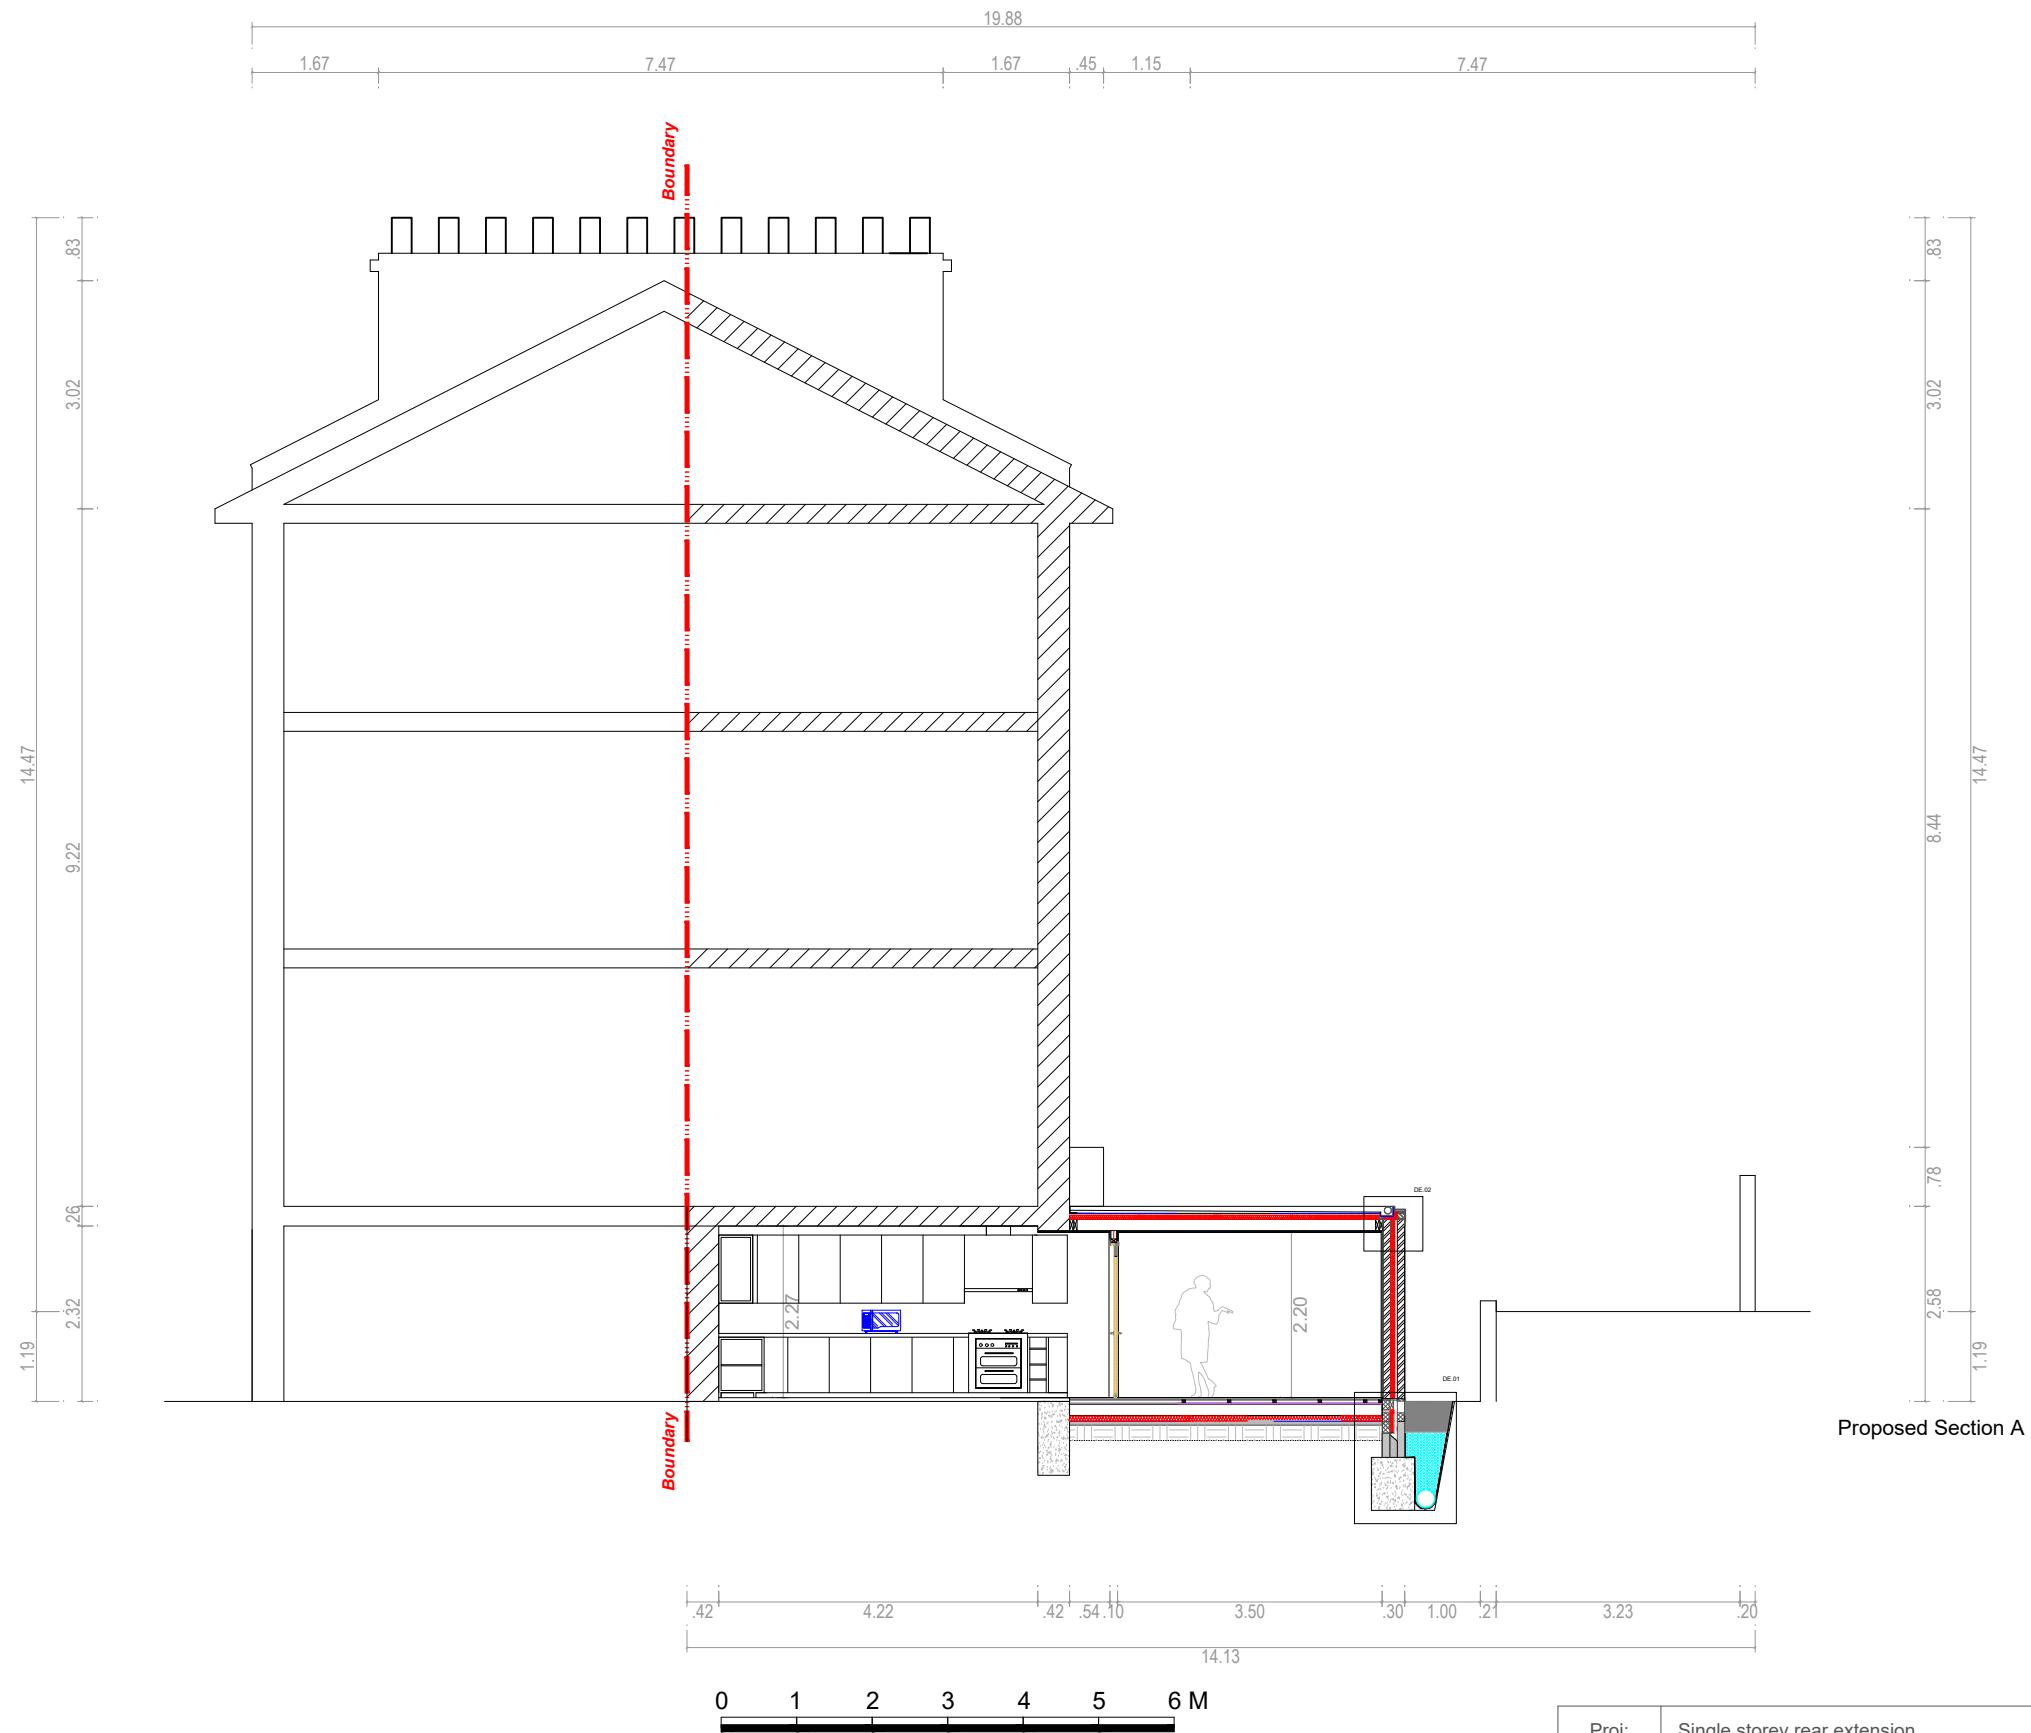 19.88
1.67 7.47 1.67 .45 1.15 7.47
Boundary
.83 .83
3.02 3.02
14.47 14.47
9.22 8.44
.78
DE.02
.26
2.32 2.27 2.20 2.58
1.19 1.19
DE.01
Boundary
Proposed Section A
.42 4.22 .42 .54 .10 3.50 .30 1.00 .21 3.23 .20
14.13
0 1 2 3 4 5 6 M
Proj: Single storey rear extension